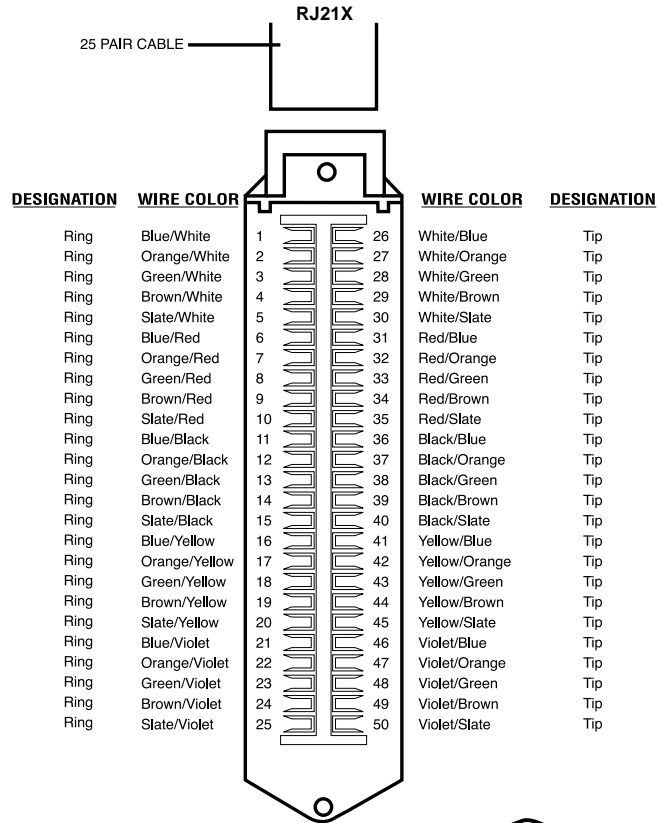 RJ21X
25 PAIR CABLE
DESIGNATION WIRE COLOR WIRE COLOR DESIGNATION
Ring Blue/White 1 26 White/Blue Tip
Ring Orange/White 2 27 White/Orange Tip
Ring Green/White 3 28 White/Green Tip
Ring Brown/White 4 29 White/Brown Tip
Ring Slate/White 5 30 White/Slate Tip
Ring Blue/Red 6 31 Red/Blue Tip
Ring Orange/Red 7 32 Red/Orange Tip
Ring Green/Red 8 33 Red/Green Tip
Ring Brown/Red 9 34 Red/Brown Tip
Ring Slate/Red 10 35 Red/Slate Tip
Ring Blue/Black 11 36 Black/Blue Tip
Ring Orange/Black 12 37 Black/Orange Tip
Ring Green/Black 13 38 Black/Green Tip
Ring Brown/Black 14 39 Black/Brown Tip
Ring Slate/Black 15 40 Black/Slate Tip
Ring Blue/Yellow 16 41 Yellow/Blue Tip
Ring Orange/Yellow 17 42 Yellow/Orange Tip
Ring Green/Yellow 18 43 Yellow/Green Tip
Ring Brown/Yellow 19 44 Yellow/Brown Tip
Ring Slate/Yellow 20 45 Yellow/Slate Tip
Ring Blue/Violet 21 46 Violet/Blue Tip
Ring Orange/Violet 22 47 Violet/Orange Tip
Ring Green/Violet 23 48 Violet/Green Tip
Ring Brown/Violet 24 49 Violet/Brown Tip
Ring Slate/Violet 25 50 Violet/Slate Tip